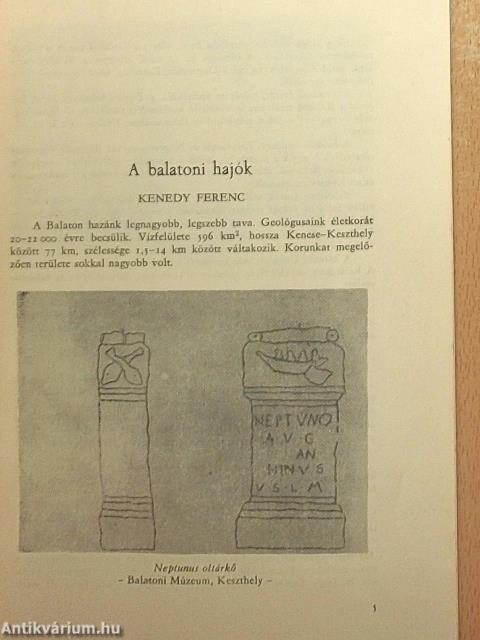 A balatoni hajók
KENEDY FERENC
A Balaton hazánk legnagyobb, legszebb tava. Geológusaink életkorát
20–22 000 évre becsülik. Vízfelülete 596 km², hossza Kenese–Keszthely
között 77 km, szélessége 1,5–14 km között váltakozik. Korunkat megelő-
zően területe sokkal nagyobb volt.
NEPTVNO
AVG
AN
HINVS
V S·L·M
Neptunus oltárkő
– Balatoni Múzeum, Keszthely –
5
Antikvárium.hu